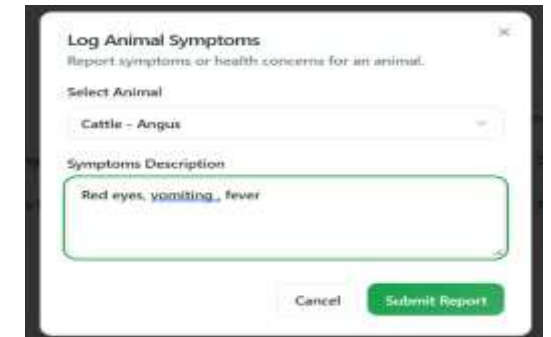 Log Animal Symptoms
Report symptoms or health concerns for an animal.
Select Animal
Cattle - Angus
Symptoms Description
Red eyes, vomiting , fever
Cancel Submit Report